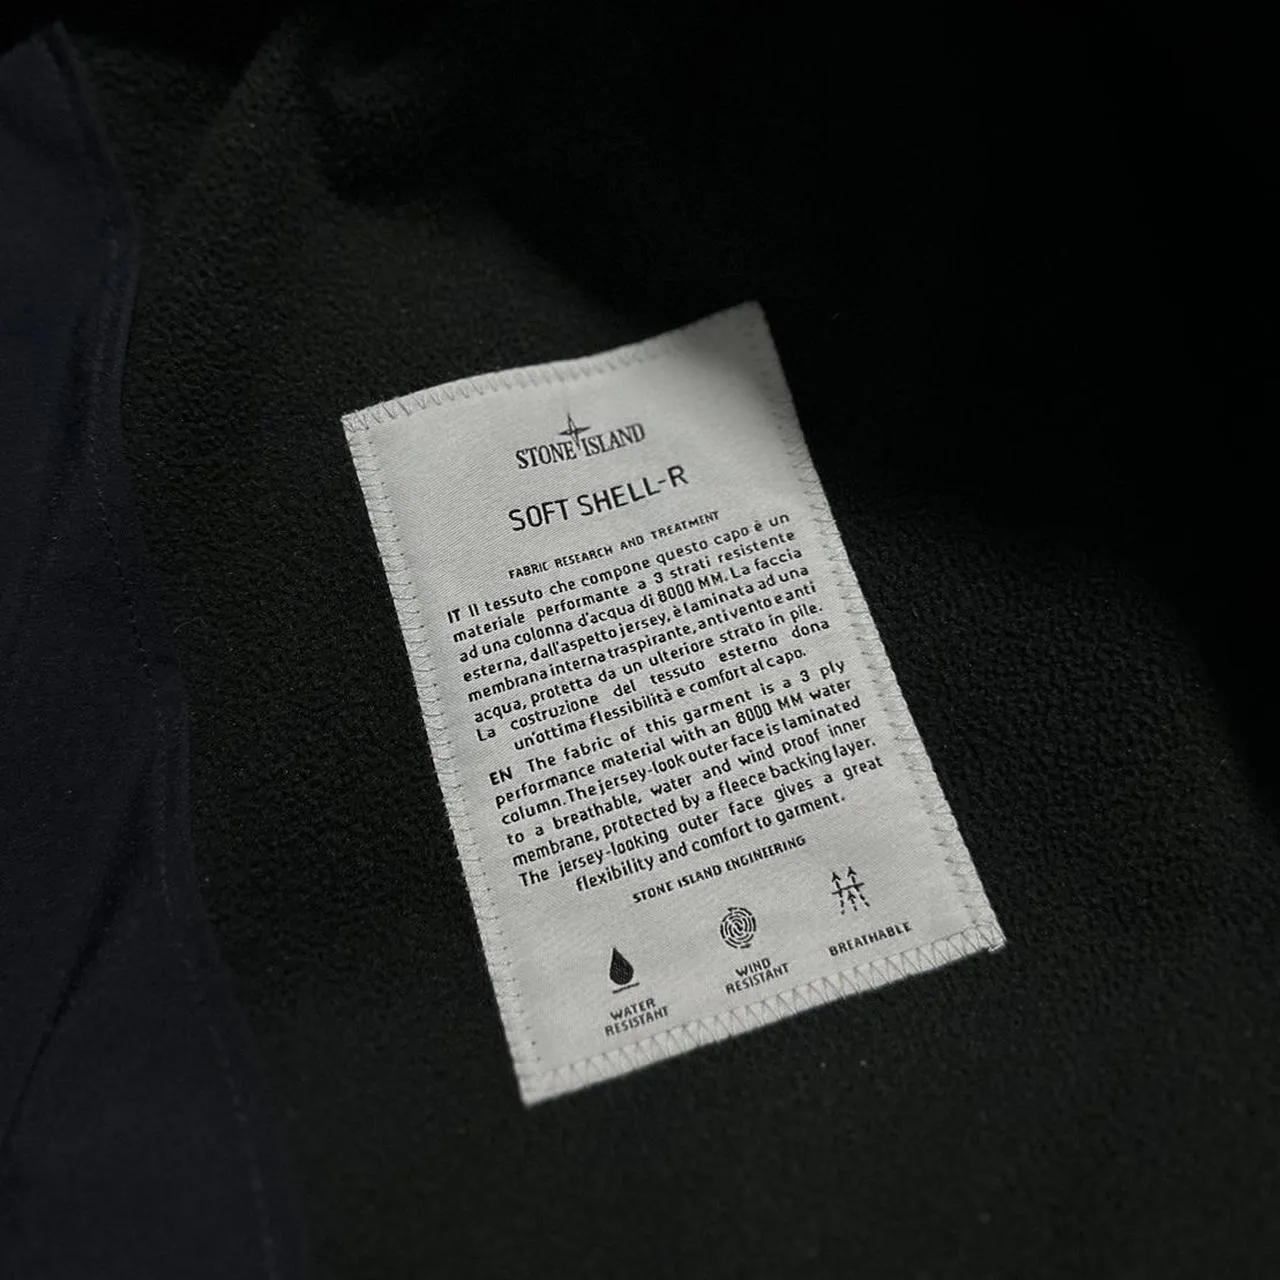 STONE ISLAND
SOFT SHELL-R
FABRIC RESEARCH AND TREATMENT
IT Il tessuto che compone questo capo è un
materiale performante a 3 strati resistente
ad una colonna d'acqua di 8000 MM. La faccia
esterna, dall'aspetto jersey, è laminata ad una
membrana interna traspirante, antivento e anti
acqua, protetta da un ulteriore strato in pile.
La costruzione del tessuto esterno dona
un'ottima flessibilità e comfort al capo.
EN The fabric of this garment is a 3 ply
performance material with an 8000 MM water
column. The jersey-look outer face is laminated
to a breathable, water and wind proof inner
membrane, protected by a fleece backing layer.
The jersey-looking outer face gives a great
flexibility and comfort to garment.
STONE ISLAND ENGINEERING
WATER
RESISTANT
WIND
RESISTANT
BREATHABLE